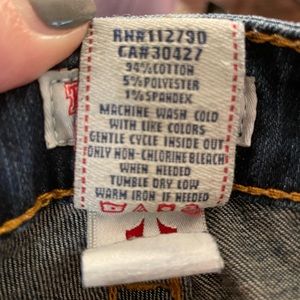 RN#112790
CA#30427
94%COTTON
5%POLYESTER
1%SPANDEX
MACHINE WASH COLD
WITH LIKE COLORS
GENTLE CYCLE INSIDE OUT
ONLY NON-CHLORINE BLEACH
WHEN NEEDED
TUMBLE DRY LOW
WARM IRON IF NEEDED